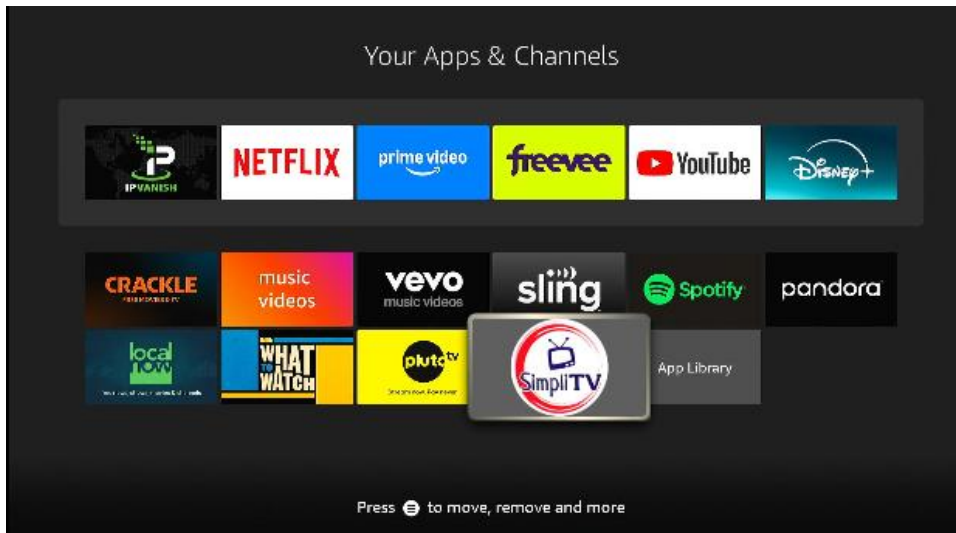 Your Apps & Channels
IPVANISH
NETFLIX
prime video
freevee
YouTube
Disney+
CRACKLE
music
videos
vevo
music videos
sling
Spotify
pandora
local
now
WHAT
TO
WATCH
pluto tv
SimpliTV
App Library
Press to move, remove and more